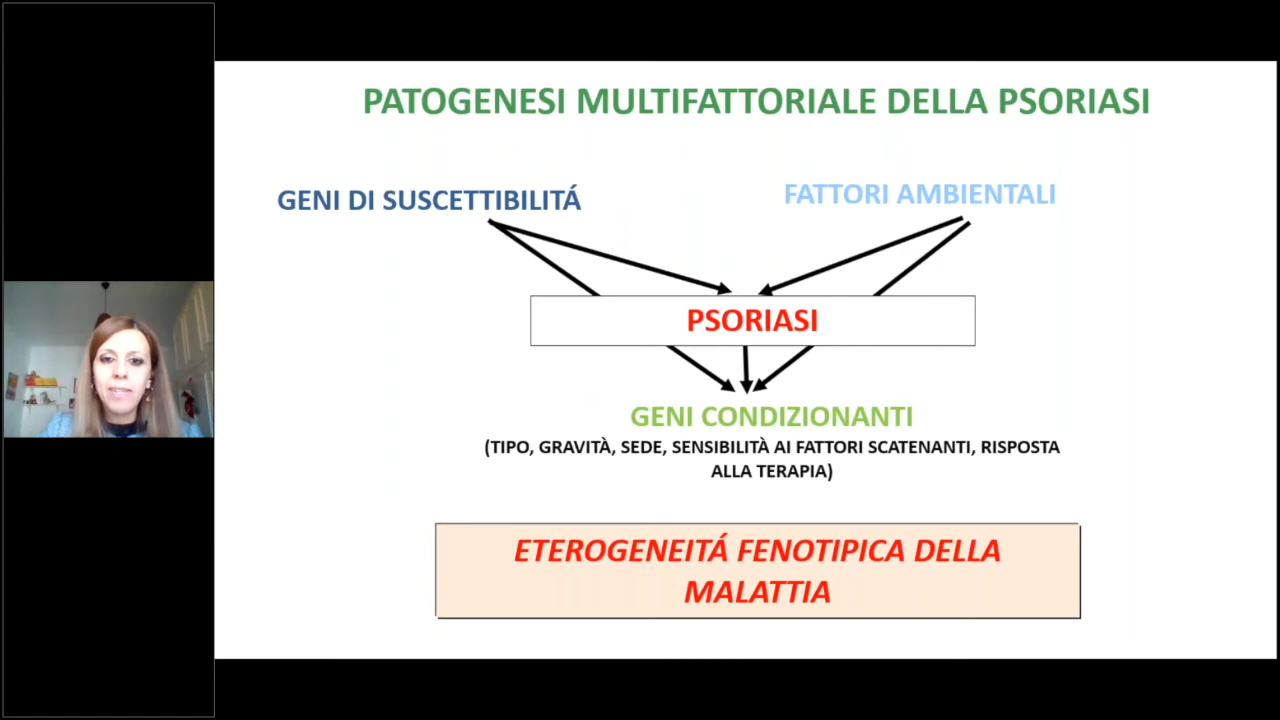 PATOGENESI MULTIFATTORIALE DELLA PSORIASI
GENI DI SUSCETTIBILITÁ
FATTORI AMBIENTALI
PSORIASI
GENI CONDIZIONANTI
(TIPO, GRAVITÀ, SEDE, SENSIBILITÀ AI FATTORI SCATENANTI, RISPOSTA
ALLA TERAPIA)
ETEROGENEITÁ FENOTIPICA DELLA
MALATTIA